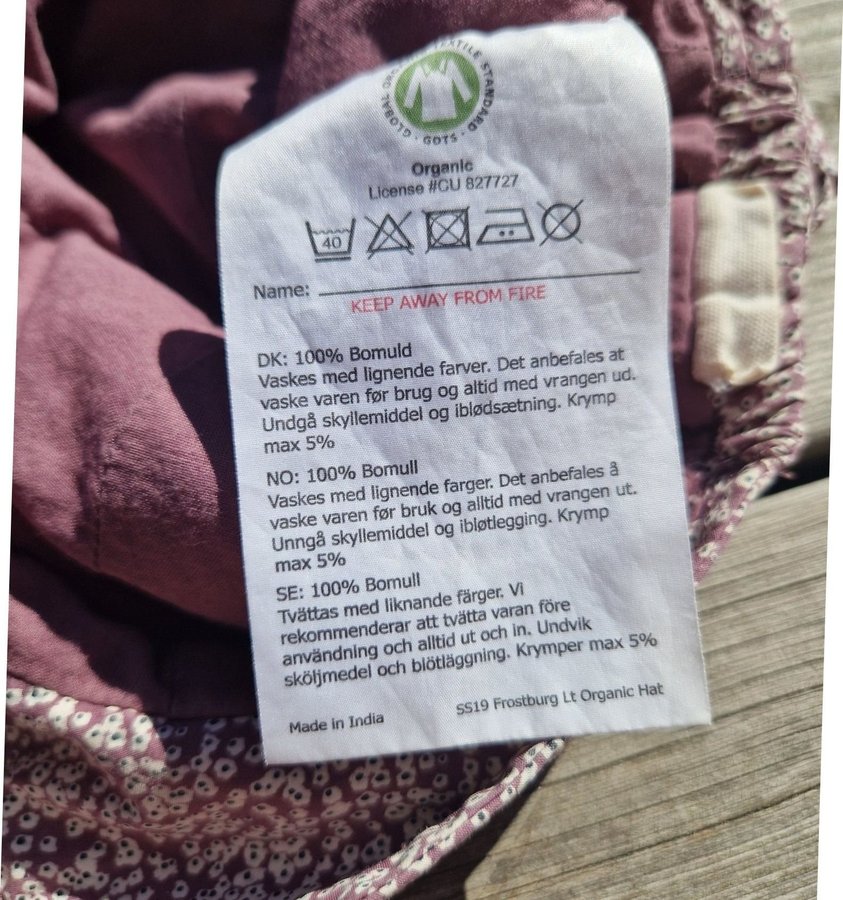 GLOBAL ORGANIC TEXTILE STANDARD · GOTS ·
Organic
License #CU 827727
40
Name:
KEEP AWAY FROM FIRE
DK: 100% Bomuld
Vaskes med lignende farver. Det anbefales at
vaske varen før brug og altid med vrangen ud.
Undgå skyllemiddel og iblødsætning. Krymp
max 5%
NO: 100% Bomull
Vaskes med lignende farger. Det anbefales å
vaske varen før bruk og alltid med vrangen ut.
Unngå skyllemiddel og ibløtlegging. Krymp
max 5%
SE: 100% Bomull
Tvättas med liknande färger. Vi
rekommenderar att tvätta varan före
användning och alltid ut och in. Undvik
sköljmedel och blötläggning. Krymper max 5%
Made in India
SS19 Frostburg Lt Organic Hat